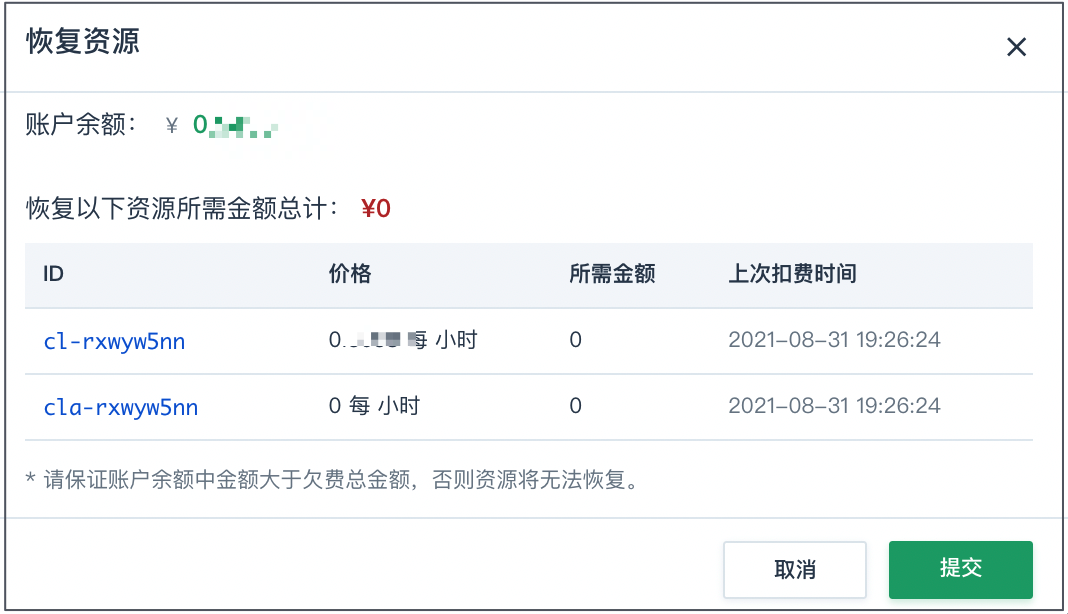 恢复资源
账户余额： ¥ 0
恢复以下资源所需金额总计： ¥0
ID 价格 所需金额 上次扣费时间
cl-rxwyw5nn 0. 每 小时 0 2021-08-31 19:26:24
cla-rxwyw5nn 0 每 小时 0 2021-08-31 19:26:24
* 请保证账户余额中金额大于欠费总金额，否则资源将无法恢复。
取消 提交